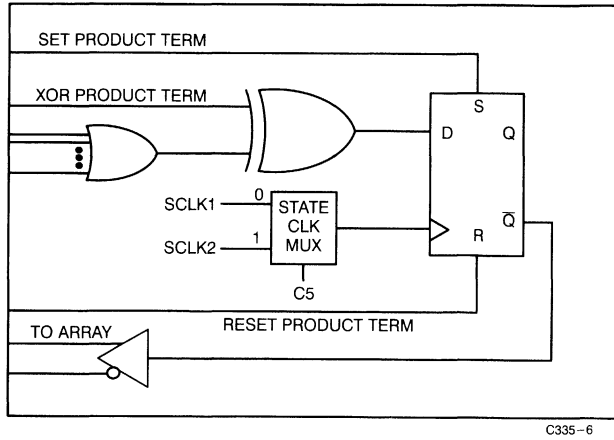 SET PRODUCT TERM
XOR PRODUCT TERM
S
D Q
SCLK1 0
STATE
CLK
MUX
SCLK2 1
Q̅
R
C5
RESET PRODUCT TERM
TO ARRAY
C335–6